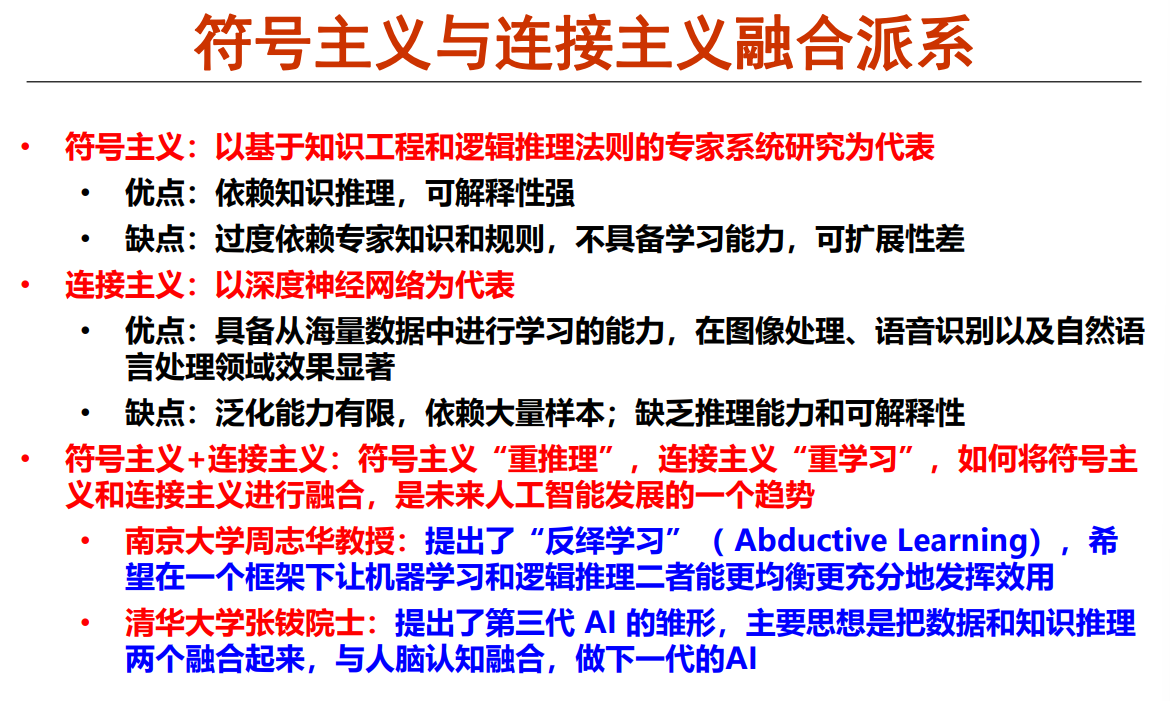 符号主义与连接主义融合派系
• 符号主义：以基于知识工程和逻辑推理法则的专家系统研究为代表
• 优点：依赖知识推理，可解释性强
• 缺点：过度依赖专家知识和规则，不具备学习能力，可扩展性差
• 连接主义：以深度神经网络为代表
• 优点：具备从海量数据中进行学习的能力，在图像处理、语音识别以及自然语
言处理领域效果显著
• 缺点：泛化能力有限，依赖大量样本；缺乏推理能力和可解释性
• 符号主义+连接主义：符号主义“重推理”，连接主义“重学习”，如何将符号主
义和连接主义进行融合，是未来人工智能发展的一个趋势
• 南京大学周志华教授：提出了“反绎学习”（ Abductive Learning），希
望在一个框架下让机器学习和逻辑推理二者能更均衡更充分地发挥效用
• 清华大学张钹院士：提出了第三代 AI 的雏形，主要思想是把数据和知识推理
两个融合起来，与人脑认知融合，做下一代的AI